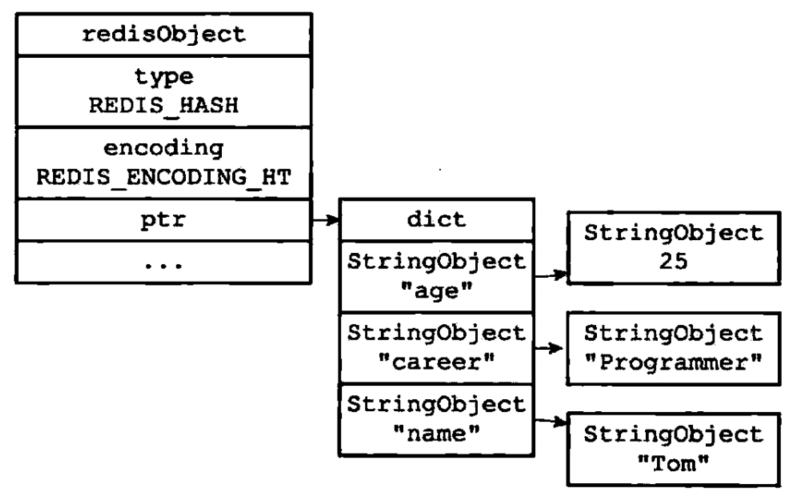 redisObject
type
REDIS_HASH
encoding
REDIS_ENCODING_HT
ptr
...
dict
StringObject
"age"
StringObject
"career"
StringObject
"name"
StringObject
25
StringObject
"Programmer"
StringObject
"Tom"